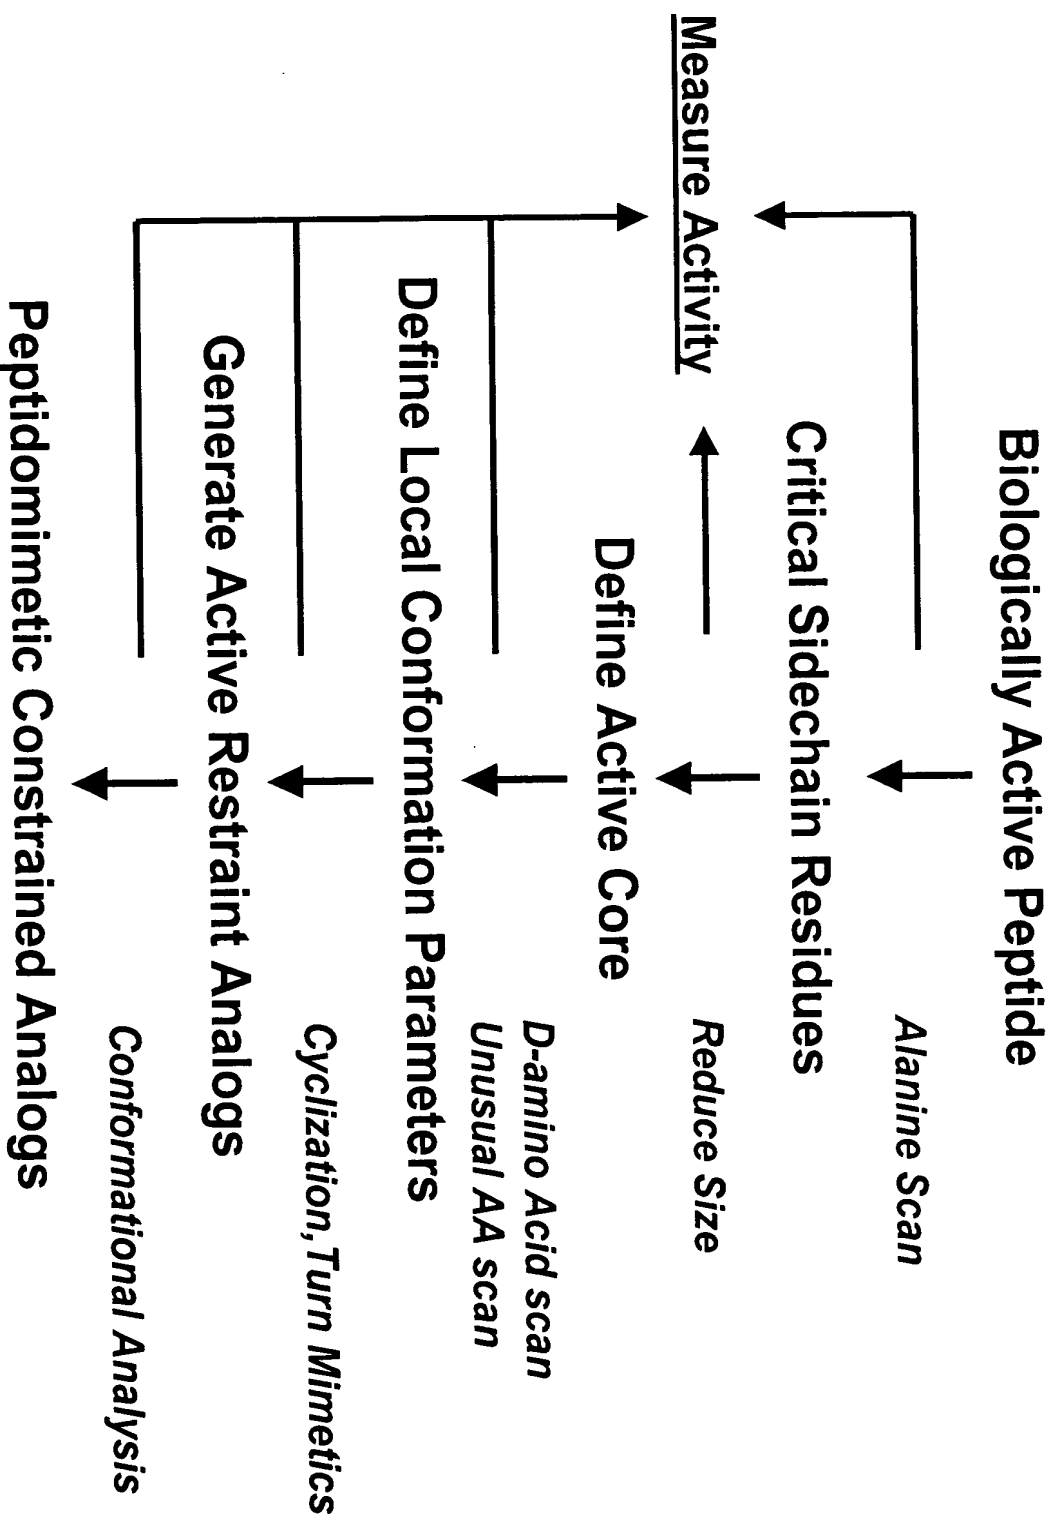 Biologically Active Peptide
Alanine Scan
Critical Sidechain Residues
Measure Activity
Reduce Size
Define Active Core
D-amino Acid scan
Unusual AA scan
Define Local Conformation Parameters
Cyclization,Turn Mimetics
Generate Active Restraint Analogs
Conformational Analysis
Peptidomimetic Constrained Analogs